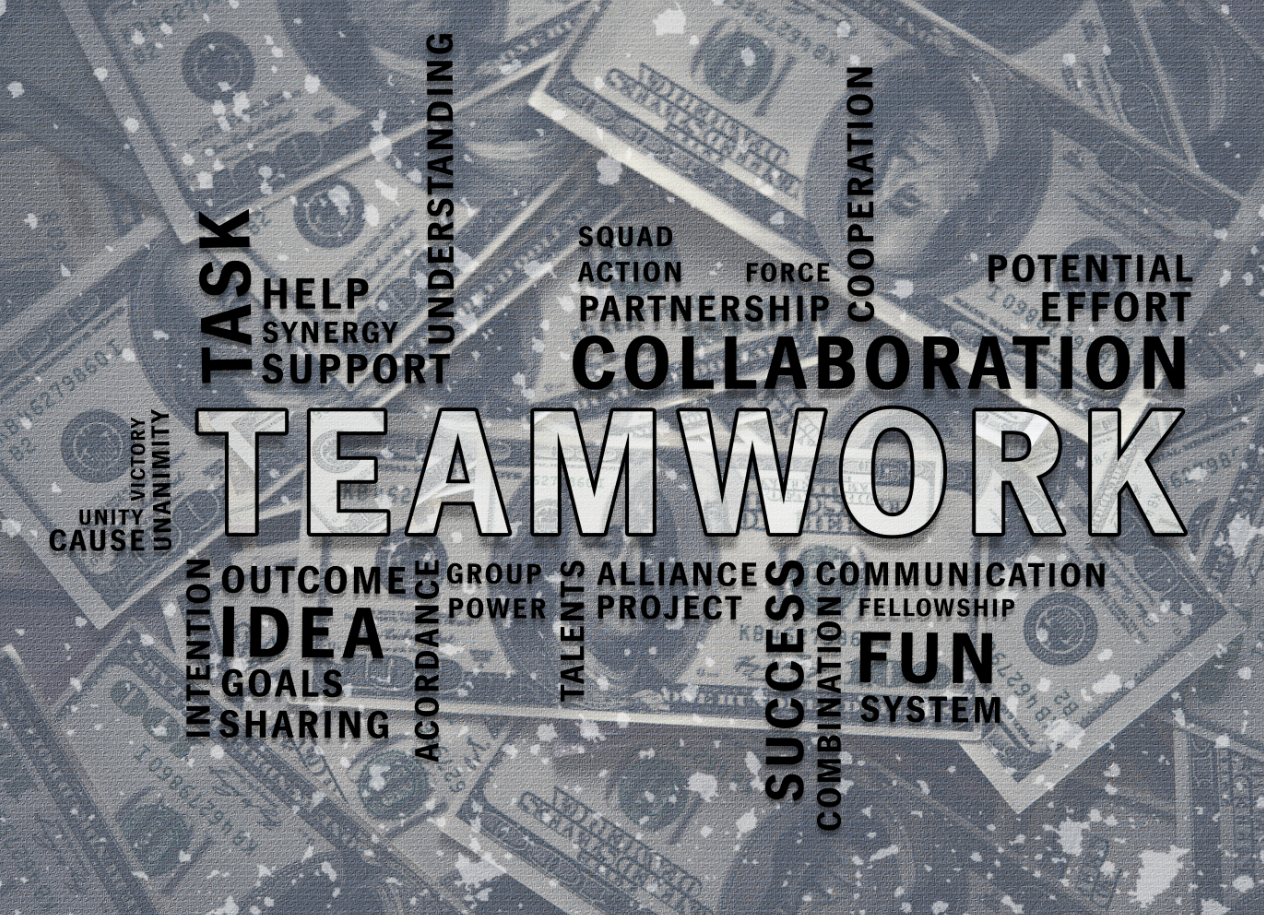 UNDERSTANDING
COOPERATION
TASK
SQUAD
ACTION
FORCE
PARTNERSHIP
POTENTIAL
EFFORT
HELP
SYNERGY
SUPPORT
COLLABORATION
TEAMWORK
VICTORY
UNANIMITY
UNITY
CAUSE
INTENTION
OUTCOME
IDEA
GOALS
SHARING
ACORDANCE
GROUP
POWER
TALENTS
ALLIANCE
PROJECT
SUCCESS
COMMUNICATION
COMBINATION
FELLOWSHIP
FUN
SYSTEM